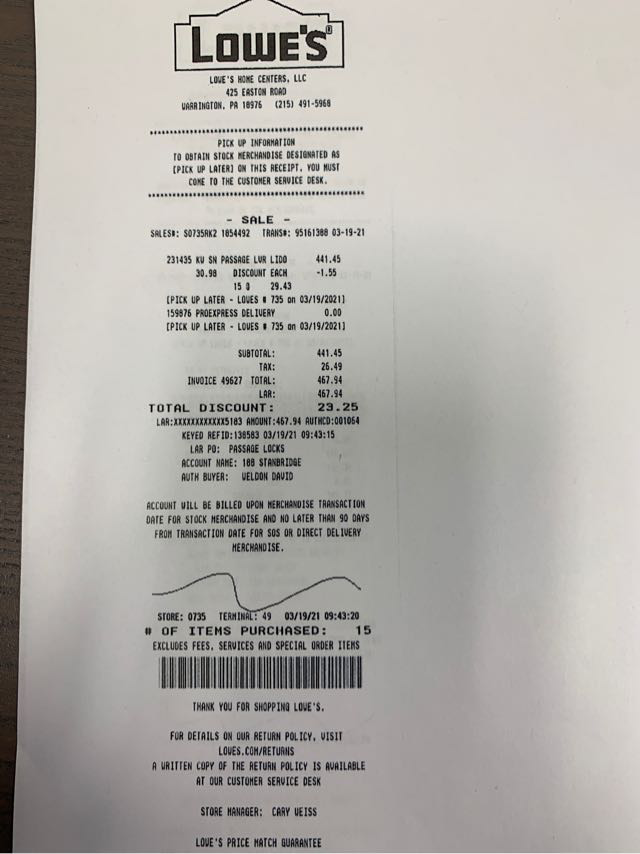 LOWE'S®
LOWE'S HOME CENTERS, LLC
425 EASTON ROAD
WARRINGTON, PA 18976 (215) 491-5968
PICK UP INFORMATION
TO OBTAIN STOCK MERCHANDISE DESIGNATED AS
[PICK UP LATER] ON THIS RECEIPT, YOU MUST
COME TO THE CUSTOMER SERVICE DESK.
- SALE -
SALES#: S0735RK2 1854492 TRANS#: 95161388 03-19-21
231435 KW SN PASSAGE LVR LIDO 441.45
30.98 DISCOUNT EACH -1.55
15 @ 29.43
[PICK UP LATER - LOWES # 735 on 03/19/2021]
159876 PROEXPRESS DELIVERY 0.00
[PICK UP LATER - LOWES # 735 on 03/19/2021]
SUBTOTAL: 441.45
TAX: 26.49
INVOICE 49627 TOTAL: 467.94
LAR: 467.94
TOTAL DISCOUNT: 23.25
LAR:XXXXXXXXXXXX5183 AMOUNT:467.94 AUTHCD:001064
KEYED REFID:138583 03/19/21 09:43:15
LAR PO: PASSAGE LOCKS
ACCOUNT NAME: 188 STANBRIDGE
AUTH BUYER: WELDON DAVID
ACCOUNT WILL BE BILLED UPON MERCHANDISE TRANSACTION
DATE FOR STOCK MERCHANDISE AND NO LATER THAN 90 DAYS
FROM TRANSACTION DATE FOR SOS OR DIRECT DELIVERY
MERCHANDISE.
STORE: 0735 TERMINAL: 49 03/19/21 09:43:20
# OF ITEMS PURCHASED: 15
EXCLUDES FEES, SERVICES AND SPECIAL ORDER ITEMS
THANK YOU FOR SHOPPING LOWE'S.
FOR DETAILS ON OUR RETURN POLICY, VISIT
LOWES.COM/RETURNS
A WRITTEN COPY OF THE RETURN POLICY IS AVAILABLE
AT OUR CUSTOMER SERVICE DESK
STORE MANAGER: CARY WEISS
LOWE'S PRICE MATCH GUARANTEE